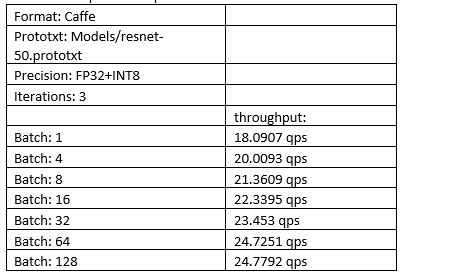 Format: Caffe
Prototxt: Models/resnet-
50.prototxt
Precision: FP32+INT8
Iterations: 3
throughput:
Batch: 1 18.0907 qps
Batch: 4 20.0093 qps
Batch: 8 21.3609 qps
Batch: 16 22.3395 qps
Batch: 32 23.453 qps
Batch: 64 24.7251 qps
Batch: 128 24.7792 qps